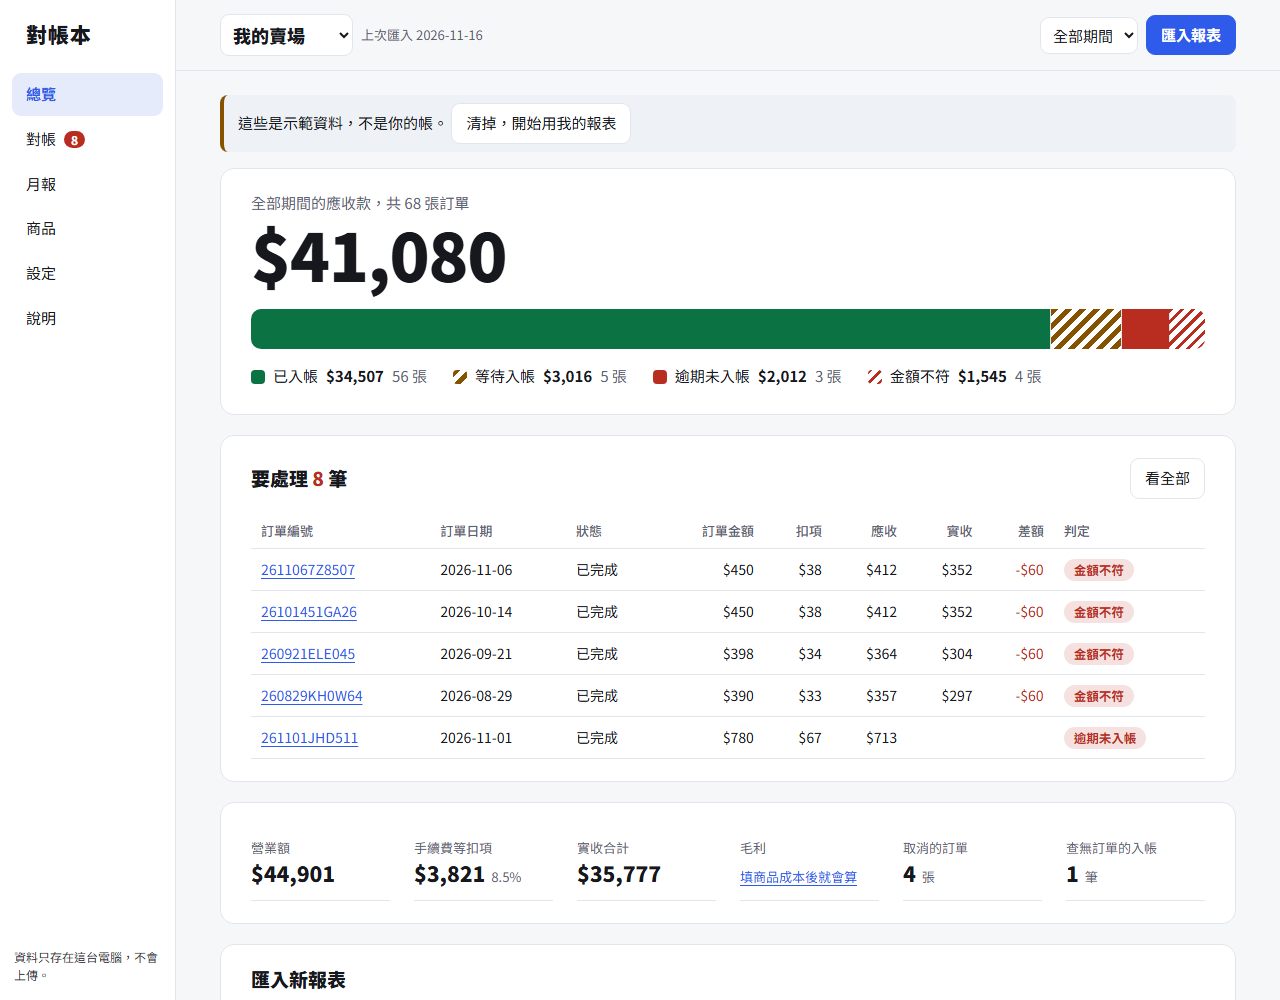 對帳本
總覽
對帳 8
月報
商品
設定
說明
資料只存在這台電腦，不會
上傳。
我的賣場 上次匯入 2026-11-16 全部期間 匯入報表
這些是示範資料，不是你的帳。 清掉，開始用我的報表
全部期間的應收款，共 68 張訂單
$41,080
已入帳 $34,507 56 張 等待入帳 $3,016 5 張 逾期未入帳 $2,012 3 張 金額不符 $1,545 4 張
要處理 8 筆 看全部
訂單編號 訂單日期 狀態 訂單金額 扣項 應收 實收 差額 判定
2611067Z8507 2026-11-06 已完成 $450 $38 $412 $352 -$60 金額不符
26101451GA26 2026-10-14 已完成 $450 $38 $412 $352 -$60 金額不符
260921ELE045 2026-09-21 已完成 $398 $34 $364 $304 -$60 金額不符
260829KH0W64 2026-08-29 已完成 $390 $33 $357 $297 -$60 金額不符
261101JHD511 2026-11-01 已完成 $780 $67 $713 逾期未入帳
營業額 手續費等扣項 實收合計 毛利 取消的訂單 查無訂單的入帳
$44,901 $3,821 8.5% $35,777 填商品成本後就會算 4 張 1 筆
匯入新報表